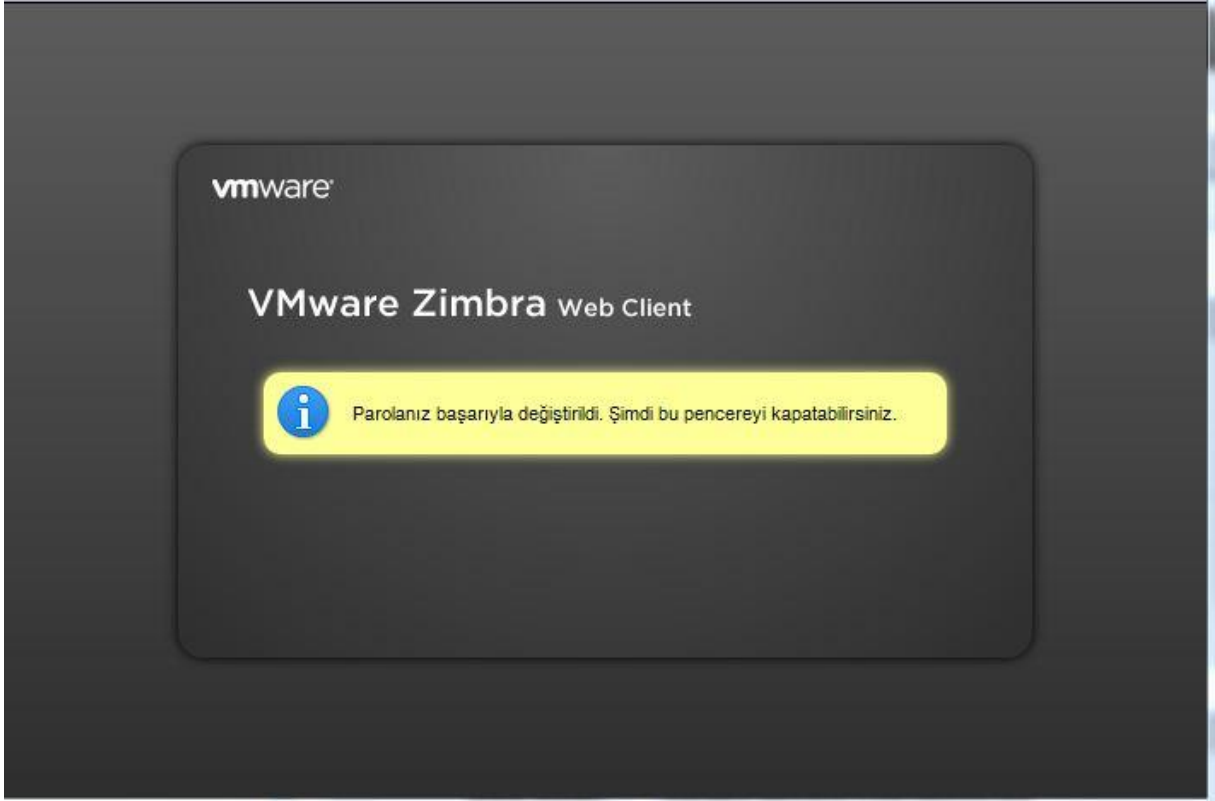 vmware
VMware Zimbra Web Client
Parolanız başarıyla değiştirildi. Şimdi bu pencereyi kapatabilirsiniz.